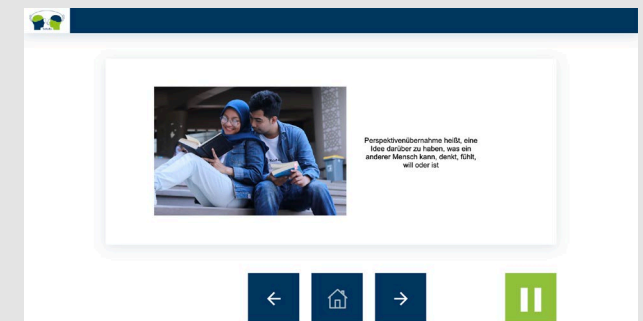 Perspektivenübernahme heißt, eine
Idee darüber zu haben, was ein
anderer Mensch kann, denkt, fühlt,
will oder ist